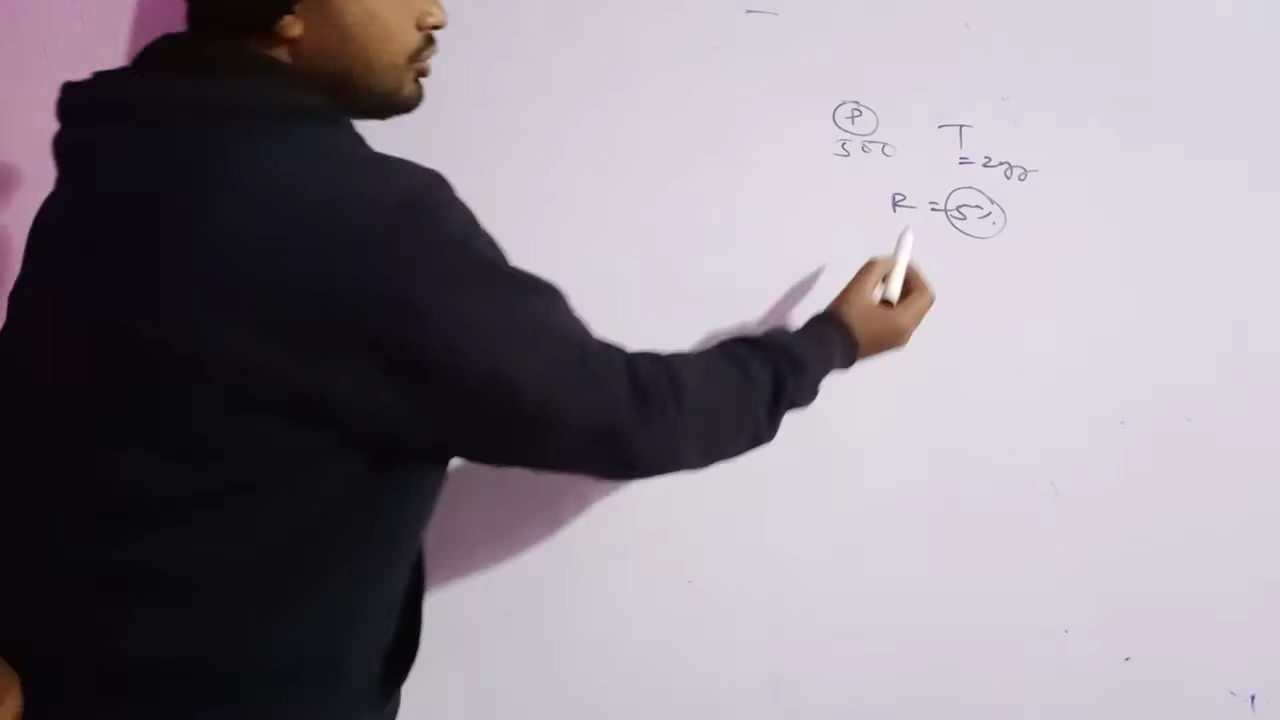 P T
500 = 2yr
R = 5%